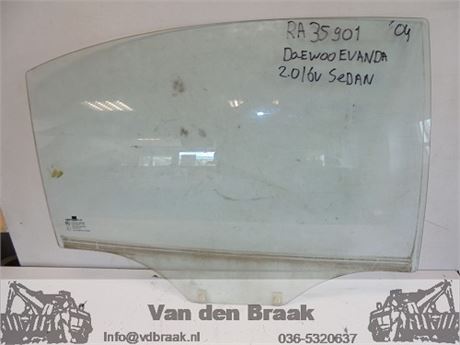 RA35901 '04
DAEWOO EVANDA
2.0 16V SEDAN
Van den Braak
Info@vdbraak.nl 036-5320637